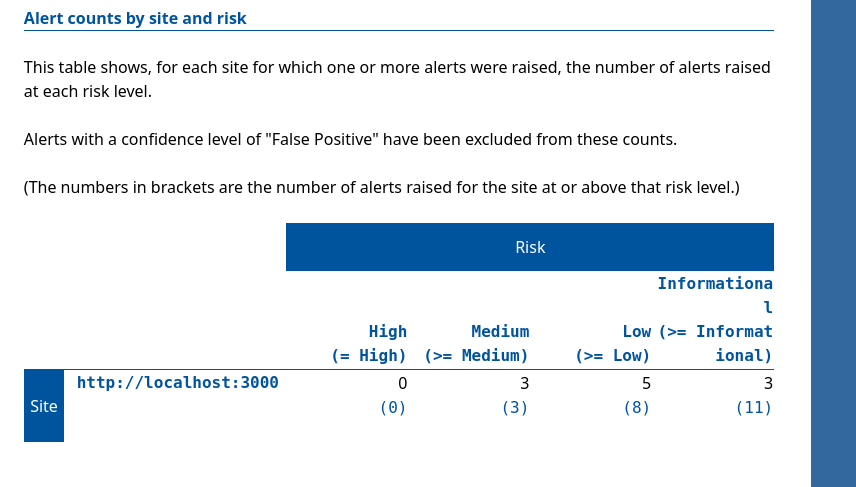 Alert counts by site and risk
This table shows, for each site for which one or more alerts were raised, the number of alerts raised
at each risk level.
Alerts with a confidence level of "False Positive" have been excluded from these counts.
(The numbers in brackets are the number of alerts raised for the site at or above that risk level.)
Risk
Informationa
l
High Medium Low (>= Informat
(= High) (>= Medium) (>= Low) ional)
http://localhost:3000 0 3 5 3
Site (0) (3) (8) (11)